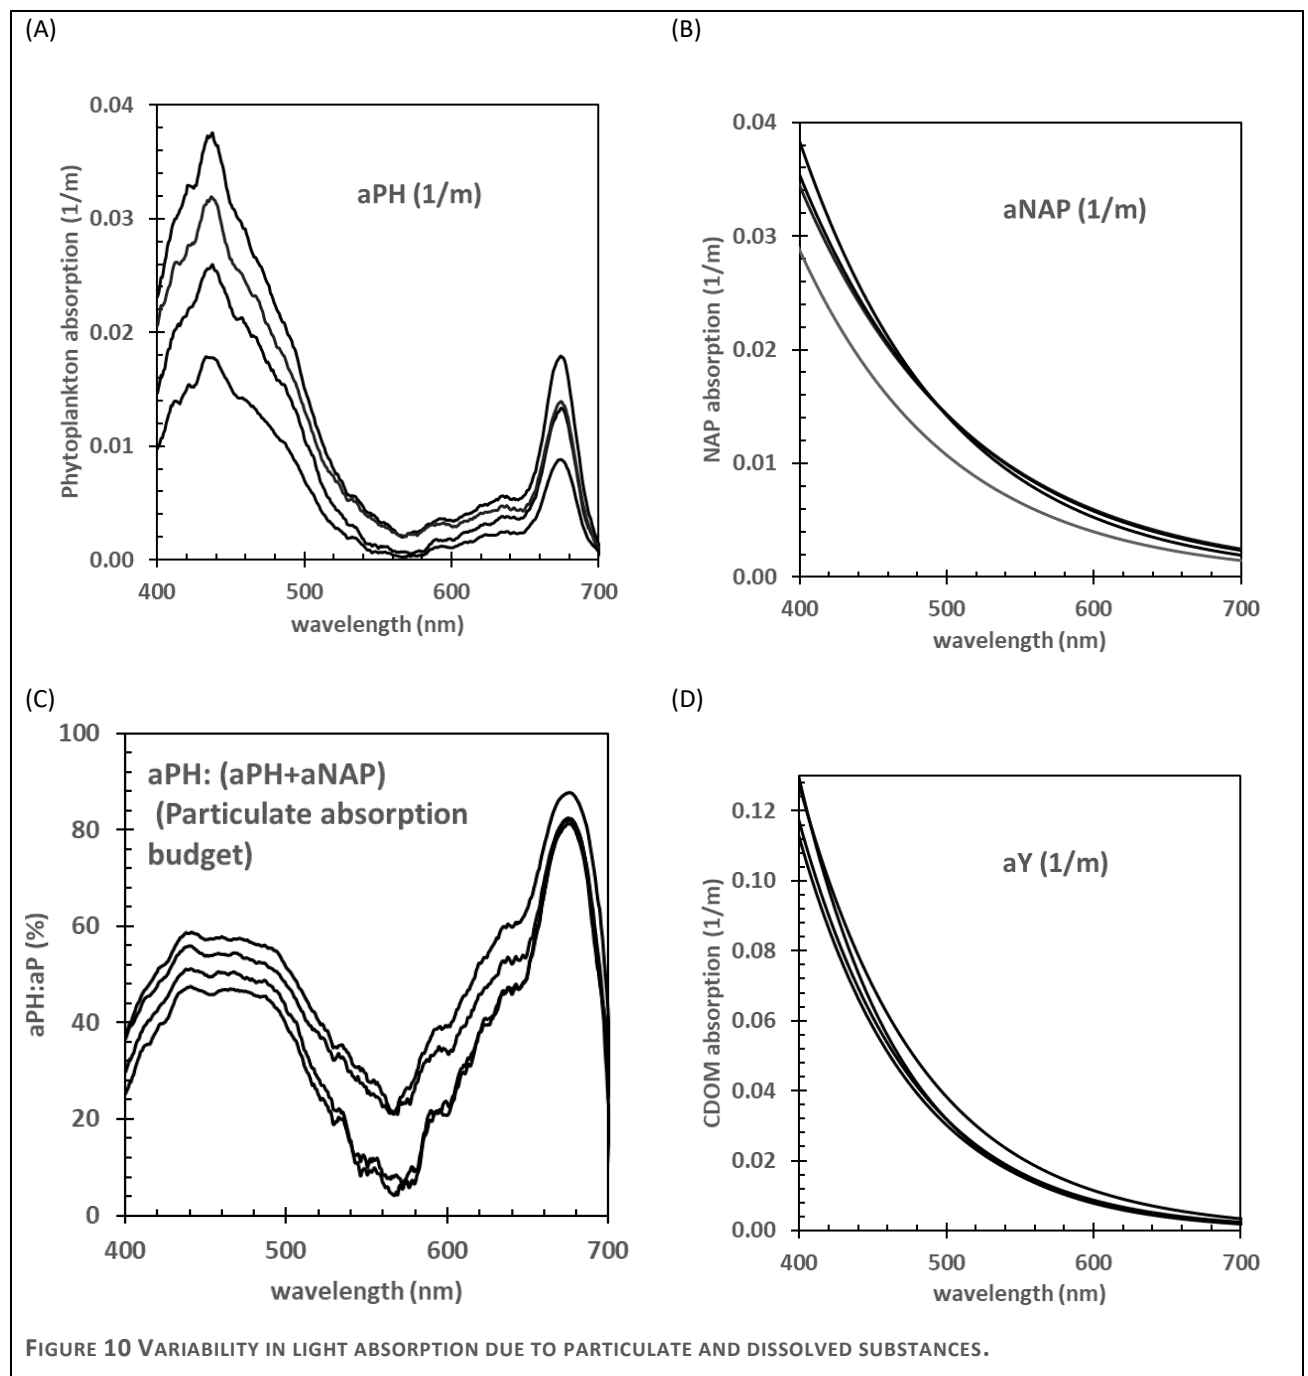 (A)
0.04
0.03
0.02
0.01
0.00
400
500
600
700
Phytoplankton absorption (1/m)
aPH (1/m)
wavelength (nm)
(B)
0.04
0.03
0.02
0.01
0.00
400
500
600
700
NAP absorption (1/m)
aNAP (1/m)
wavelength (nm)
(C)
100
80
60
40
20
0
400
500
600
700
aPH:aP (%)
aPH: (aPH+aNAP)
(Particulate absorption
budget)
wavelength (nm)
(D)
0.12
0.10
0.08
0.06
0.04
0.02
0.00
400
500
600
700
CDOM absorption (1/m)
aY (1/m)
wavelength (nm)
FIGURE 10 VARIABILITY IN LIGHT ABSORPTION DUE TO PARTICULATE AND DISSOLVED SUBSTANCES.